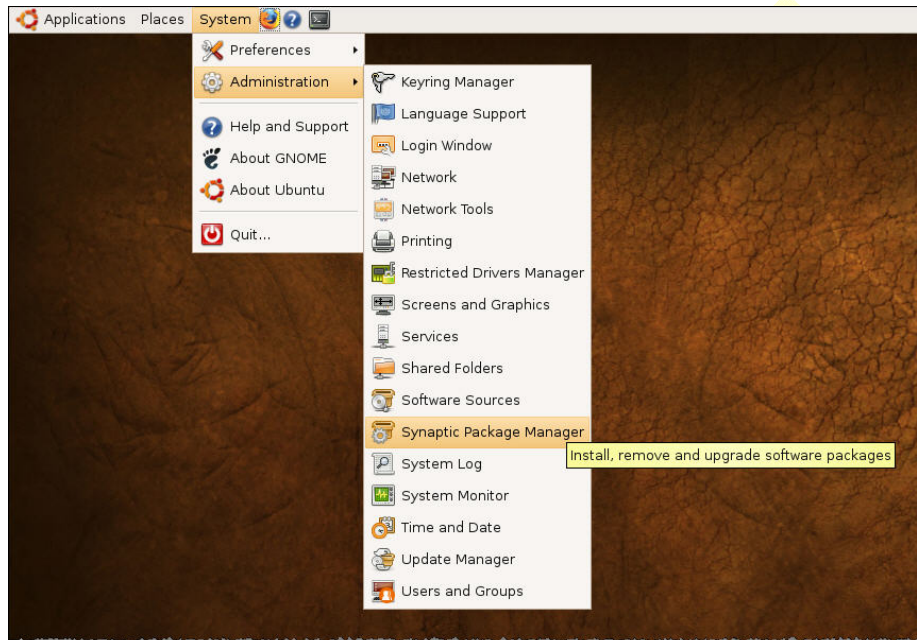 Applications Places System
Preferences
Administration
Help and Support
About GNOME
About Ubuntu
Quit...
Keyring Manager
Language Support
Login Window
Network
Network Tools
Printing
Restricted Drivers Manager
Screens and Graphics
Services
Shared Folders
Software Sources
Synaptic Package Manager
Install, remove and upgrade software packages
System Log
System Monitor
Time and Date
Update Manager
Users and Groups